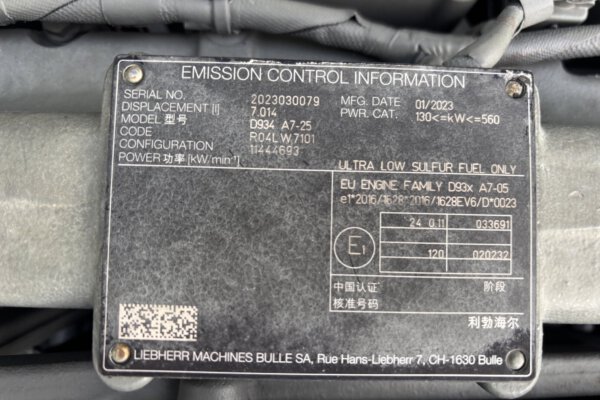 EMISSION CONTROL INFORMATION
SERIAL NO. 2023030079 MFG. DATE 01/2023
DISPLACEMENT [l] 7.014 PWR. CAT. 130<=kW<=560
MODEL 型号 D934 A7-25
CODE R04LW7101
CONFIGURATION 11444693
POWER 功率 [kW/min⁻¹]
ULTRA LOW SULFUR FUEL ONLY
EU ENGINE FAMILY D93x A7-05
e1*2016/1628*2016/1628EV6/D*0023
E1
24 0.11 033691
120 020232
中国认证 阶段
核准号码
利勃海尔
LIEBHERR MACHINES BULLE SA, Rue Hans-Liebherr 7, CH-1630 Bulle